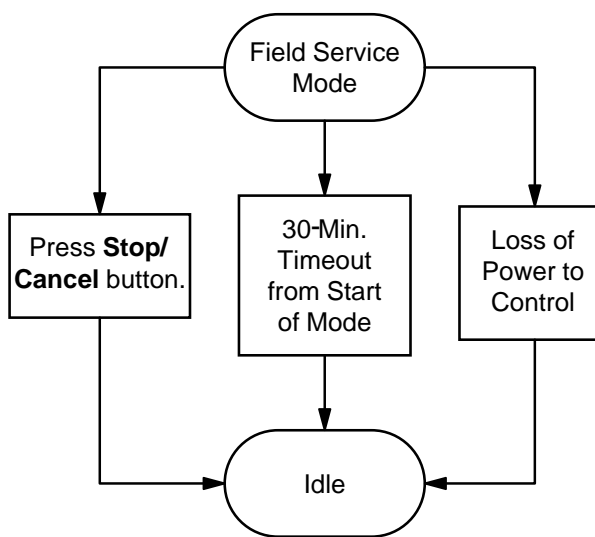 Field Service
Mode
Press Stop/
Cancel button.
30-Min.
Timeout
from Start
of Mode
Loss of
Power to
Control
Idle